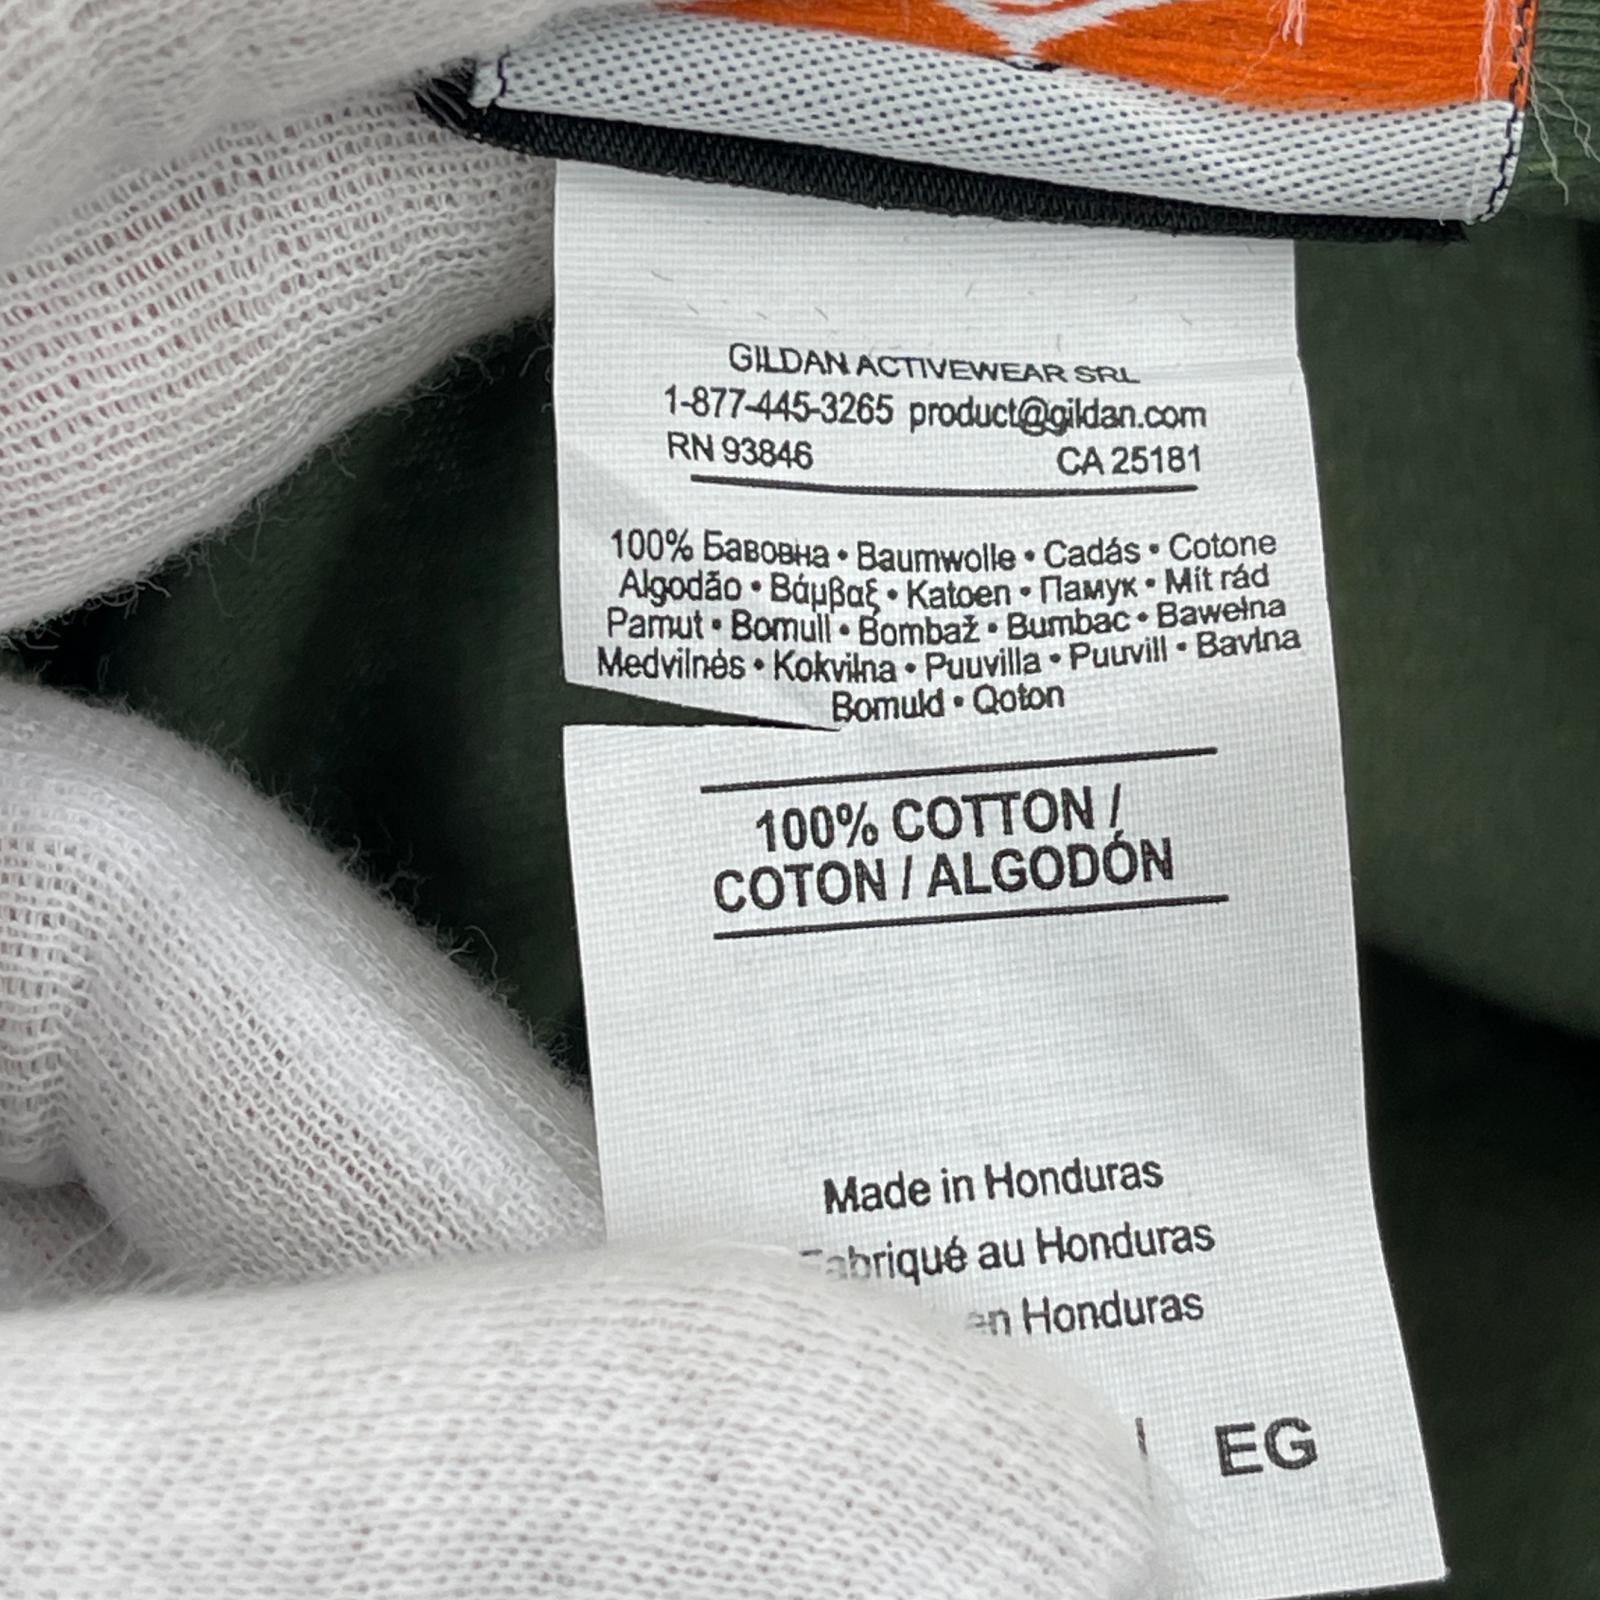 GILDAN ACTIVEWEAR SRL
1-877-445-3265 product@gildan.com
RN 93846 CA 25181
100% Бавовна • Baumwolle • Cadás • Cotone
Algodão • Βάμβαξ • Katoen • Памук • Mít rád
Pamut • Bomull • Bombaž • Bumbac • Bawełna
Medvilnės • Kokvilna • Puuvilla • Puuvill • Bavlna
Bomuld • Qoton
100% COTTON /
COTON / ALGODÓN
Made in Honduras
Fabriqué au Honduras
en Honduras
EG